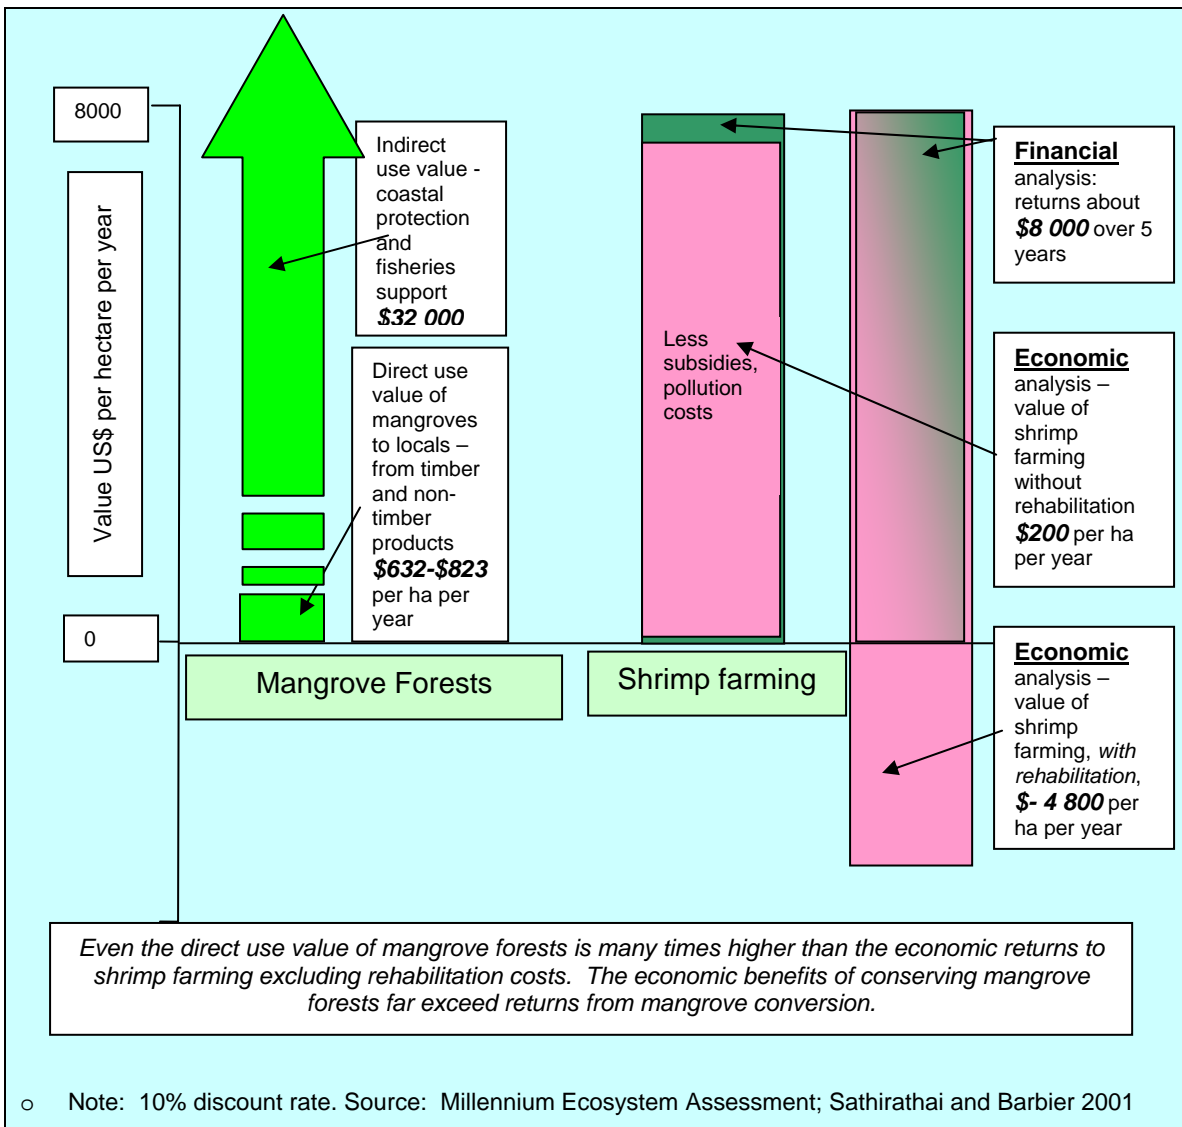 8000
Value US$ per hectare per year
0
Indirect
use value -
coastal
protection
and
fisheries
support
$32 000
Direct use
value of
mangroves
to locals –
from timber
and non-
timber
products
$632-$823
per ha per
year
Mangrove Forests
Less
subsidies,
pollution
costs
Shrimp farming
Financial
analysis:
returns about
$8 000 over 5
years
Economic
analysis –
value of
shrimp
farming
without
rehabilitation
$200 per ha
per year
Economic
analysis –
value of
shrimp
farming, with
rehabilitation,
$- 4 800 per
ha per year
Even the direct use value of mangrove forests is many times higher than the economic returns to
shrimp farming excluding rehabilitation costs. The economic benefits of conserving mangrove
forests far exceed returns from mangrove conversion.
o Note: 10% discount rate. Source: Millennium Ecosystem Assessment; Sathirathai and Barbier 2001